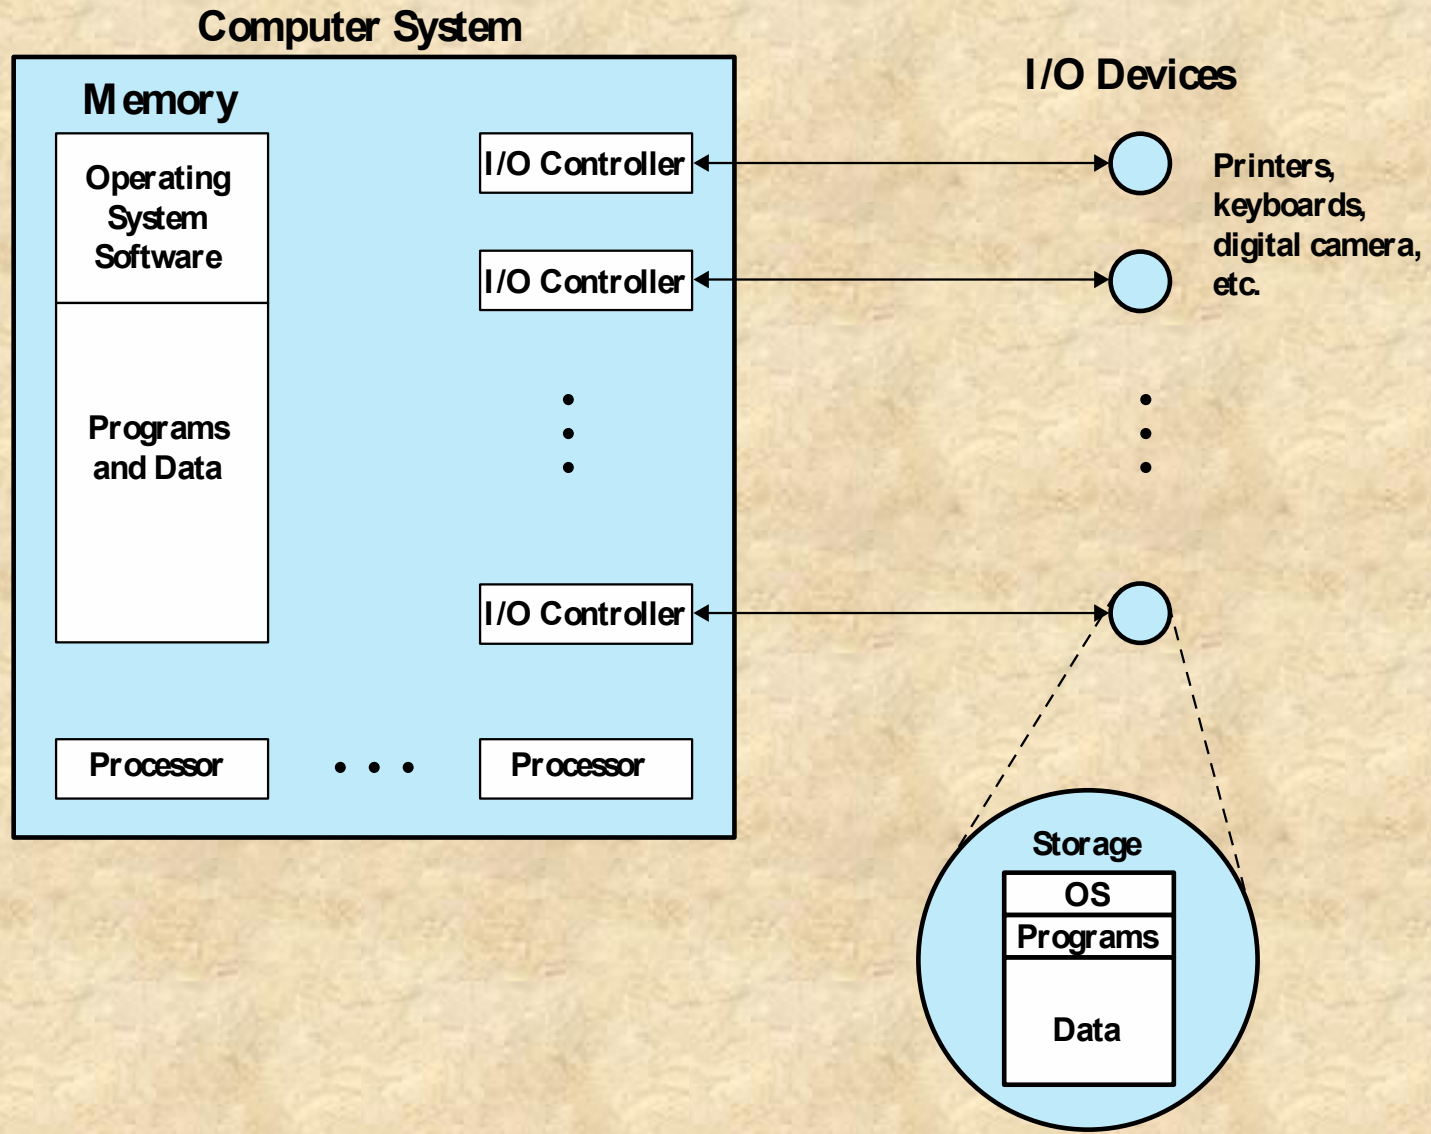 Computer System
I/O Devices
Memory
Operating
System
Software
I/O Controller
Printers,
keyboards,
digital camera,
etc.
I/O Controller
Programs
and Data
I/O Controller
Processor
Processor
Storage
OS
Programs
Data